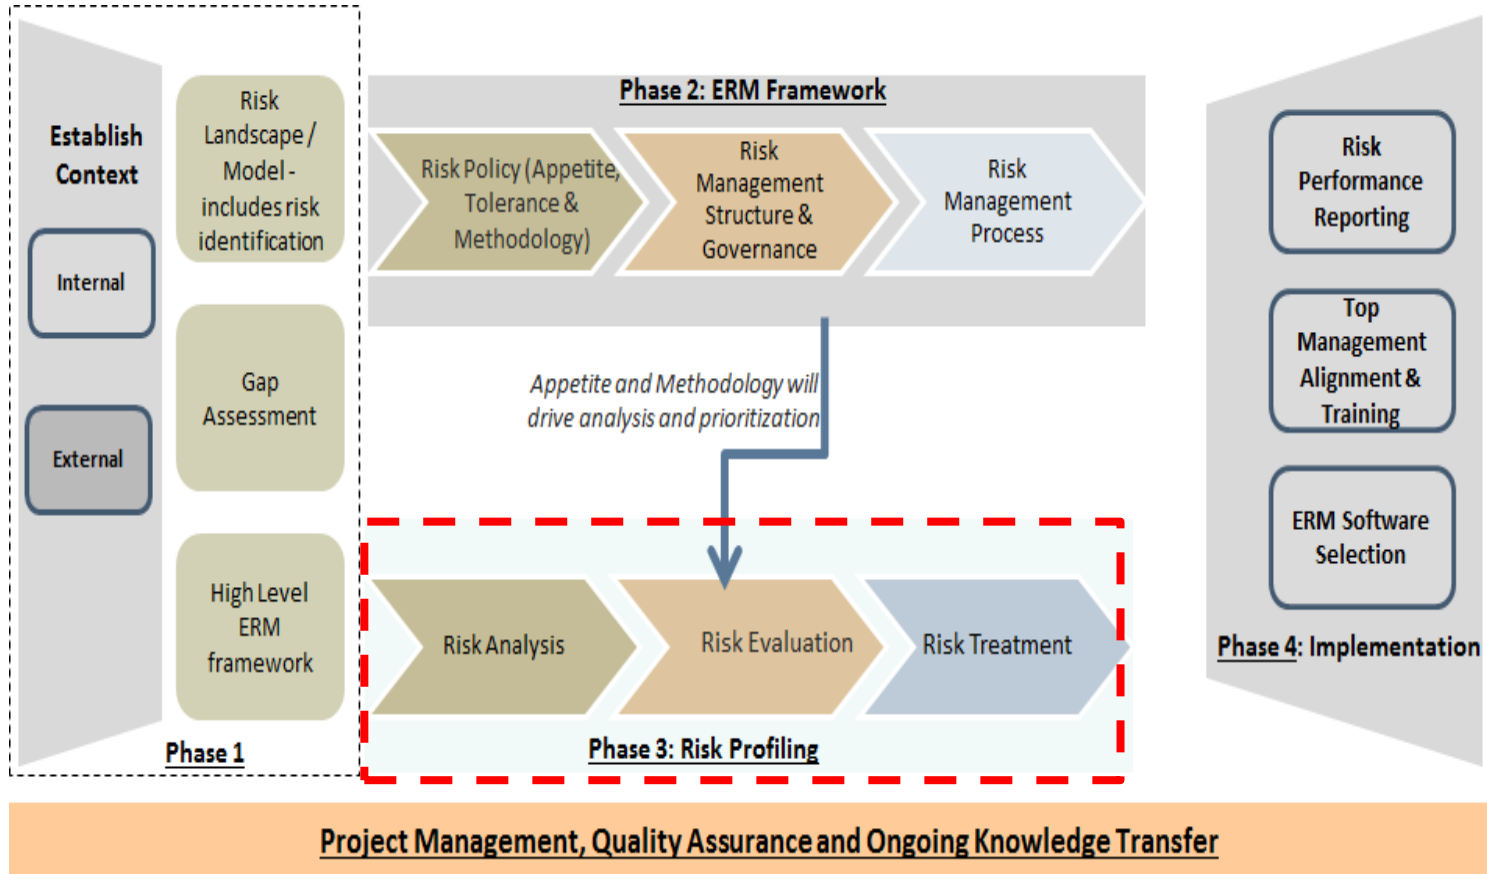 Establish
Context
Internal
External
Risk
Landscape /
Model -
includes risk
identification
Gap
Assessment
High Level
ERM
framework
Phase 1
Phase 2: ERM Framework
Risk Policy (Appetite,
Tolerance &
Methodology)
Risk
Management
Structure &
Governance
Risk
Management
Process
Appetite and Methodology will
drive analysis and prioritization
Risk Analysis
Risk Evaluation
Risk Treatment
Phase 3: Risk Profiling
Risk
Performance
Reporting
Top
Management
Alignment &
Training
ERM Software
Selection
Phase 4: Implementation
Project Management, Quality Assurance and Ongoing Knowledge Transfer